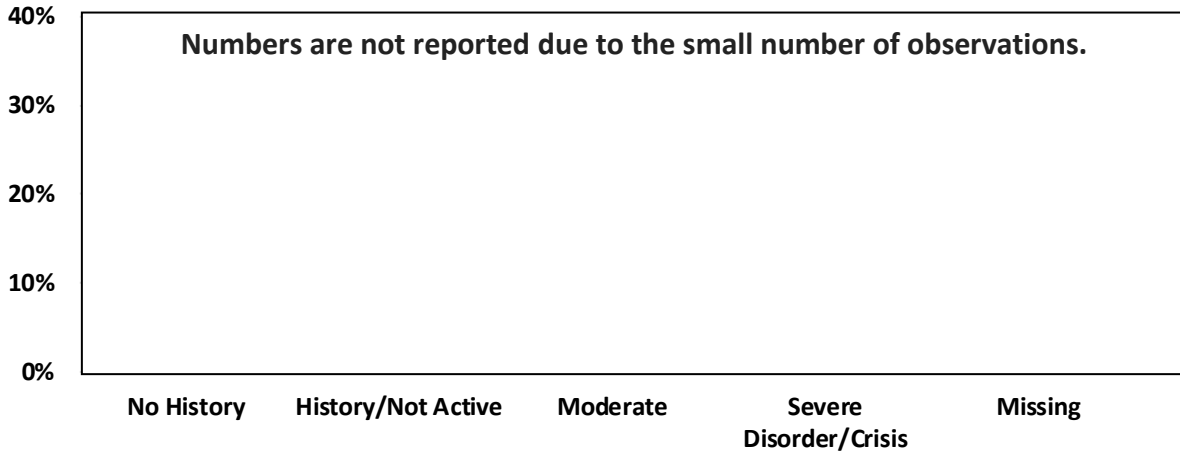 40%
Numbers are not reported due to the small number of observations.
30%
20%
10%
0%
No History
History/Not Active
Moderate
Severe
Disorder/Crisis
Missing